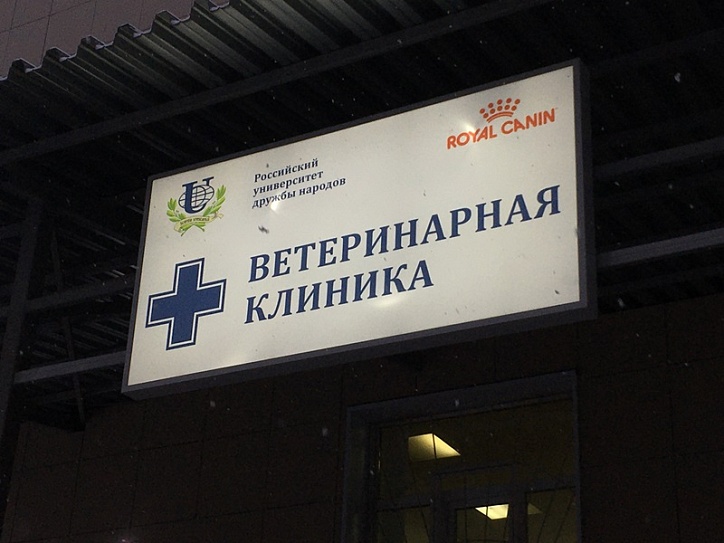 Российский
университет
дружбы народов
ROYAL CANIN
ВЕТЕРИНАРНАЯ
КЛИНИКА